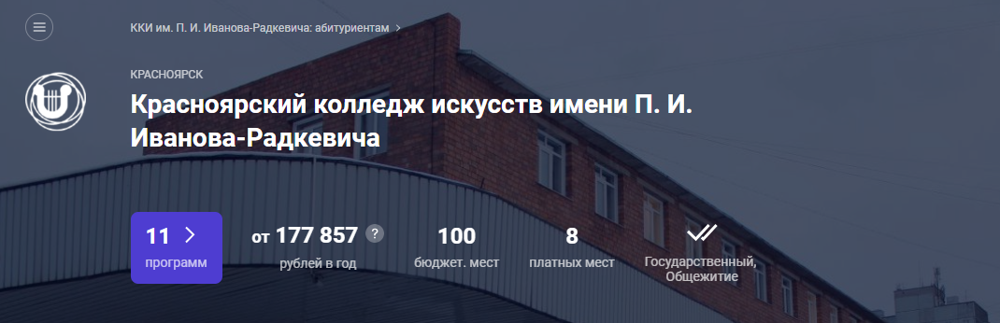 ККИ им. П. И. Иванова-Радкевича: абитуриентам
КРАСНОЯРСК
Красноярский колледж искусств имени П. И.
Иванова-Радкевича
11
программ
от 177 857 ?
рублей в год
100
бюджет. мест
8
платных мест
Государственный,
Общежитие